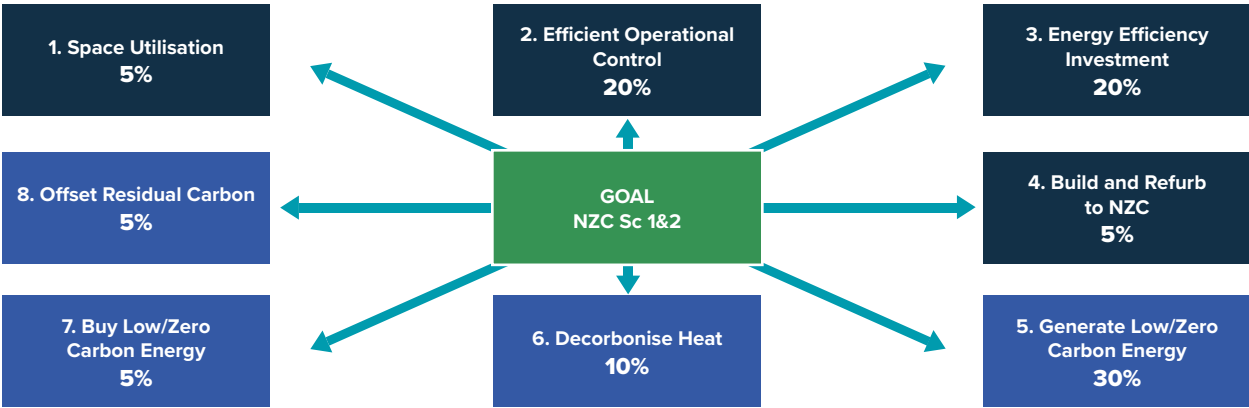 1. Space Utilisation
5%
2. Efficient Operational
Control
20%
3. Energy Efficiency
Investment
20%
8. Offset Residual Carbon
5%
GOAL
NZC Sc 1&2
4. Build and Refurb
to NZC
5%
7. Buy Low/Zero
Carbon Energy
5%
6. Decorbonise Heat
10%
5. Generate Low/Zero
Carbon Energy
30%